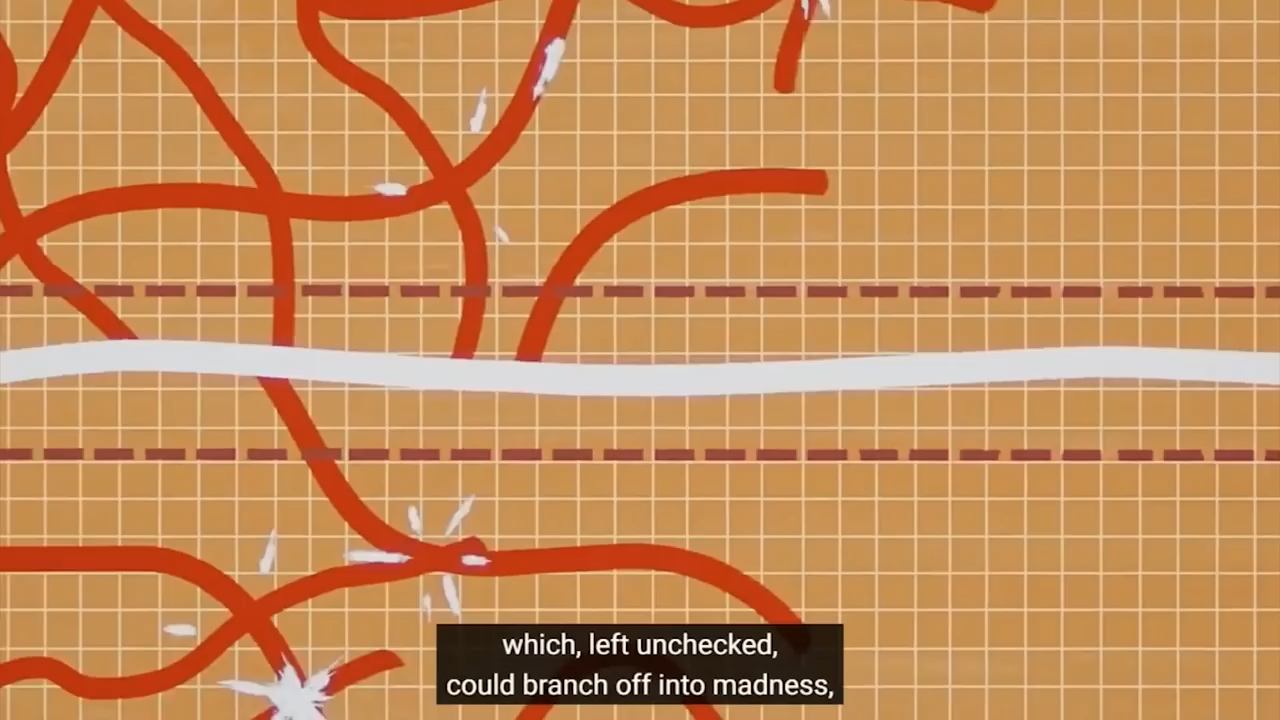 which, left unchecked,
could branch off into madness,